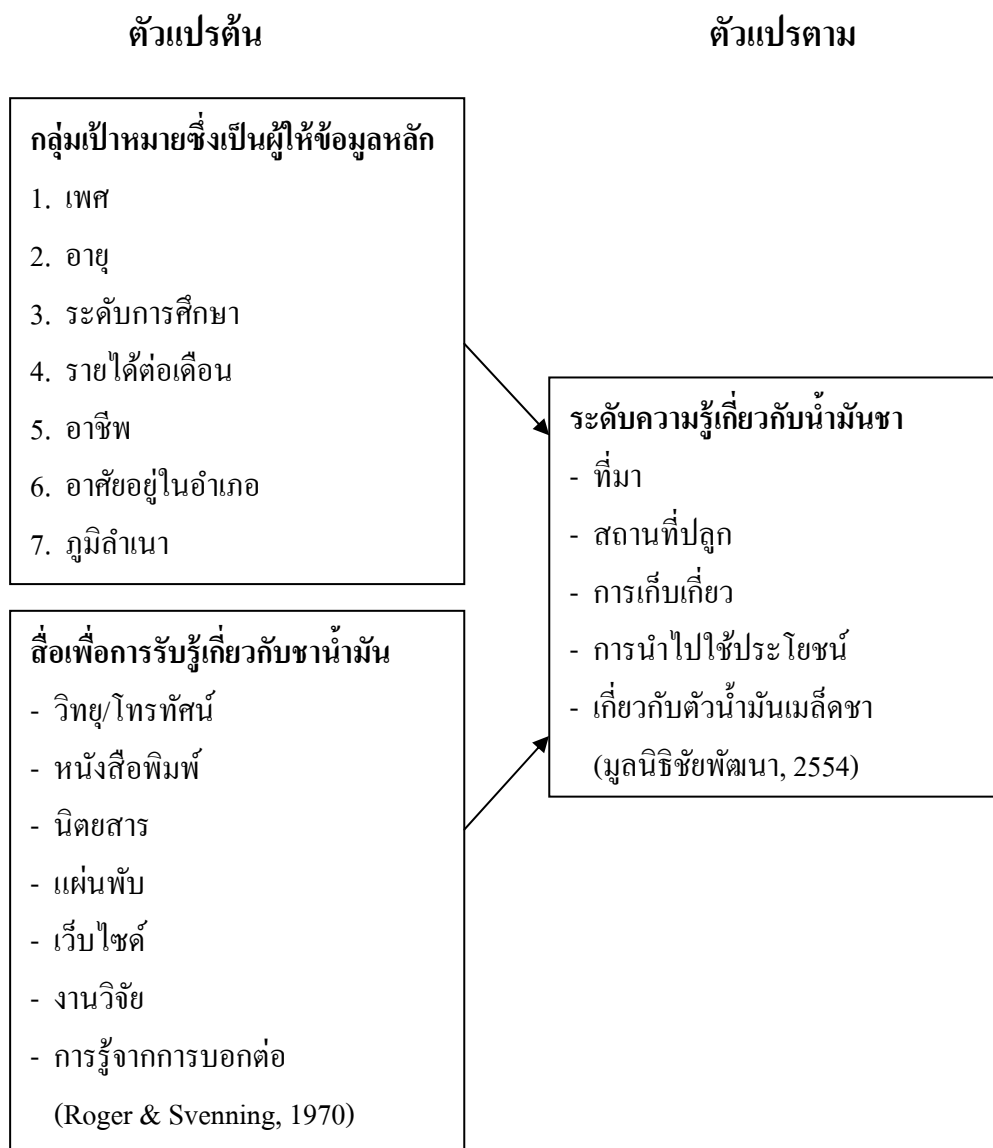 ตัวแปรต้น
ตัวแปรตาม
กลุ่มเป้าหมายซึ่งเป็นผู้ให้ข้อมูลหลัก
1. เพศ
2. อายุ
3. ระดับการศึกษา
4. รายได้ต่อเดือน
5. อาชีพ
6. อาศัยอยู่ในอำเภอ
7. ภูมิลำเนา
สื่อเพื่อการรับรู้เกี่ยวกับชาน้ำมัน
- วิทยุ/โทรทัศน์
- หนังสือพิมพ์
- นิตยสาร
- แผ่นพับ
- เว็บไซด์
- งานวิจัย
- การรู้จากการบอกต่อ
(Roger & Svenning, 1970)
ระดับความรู้เกี่ยวกับน้ำมันชา
- ที่มา
- สถานที่ปลูก
- การเก็บเกี่ยว
- การนำไปใช้ประโยชน์
- เกี่ยวกับตัวน้ำมันเมล็ดชา
(มูลนิธิชัยพัฒนา, 2554)